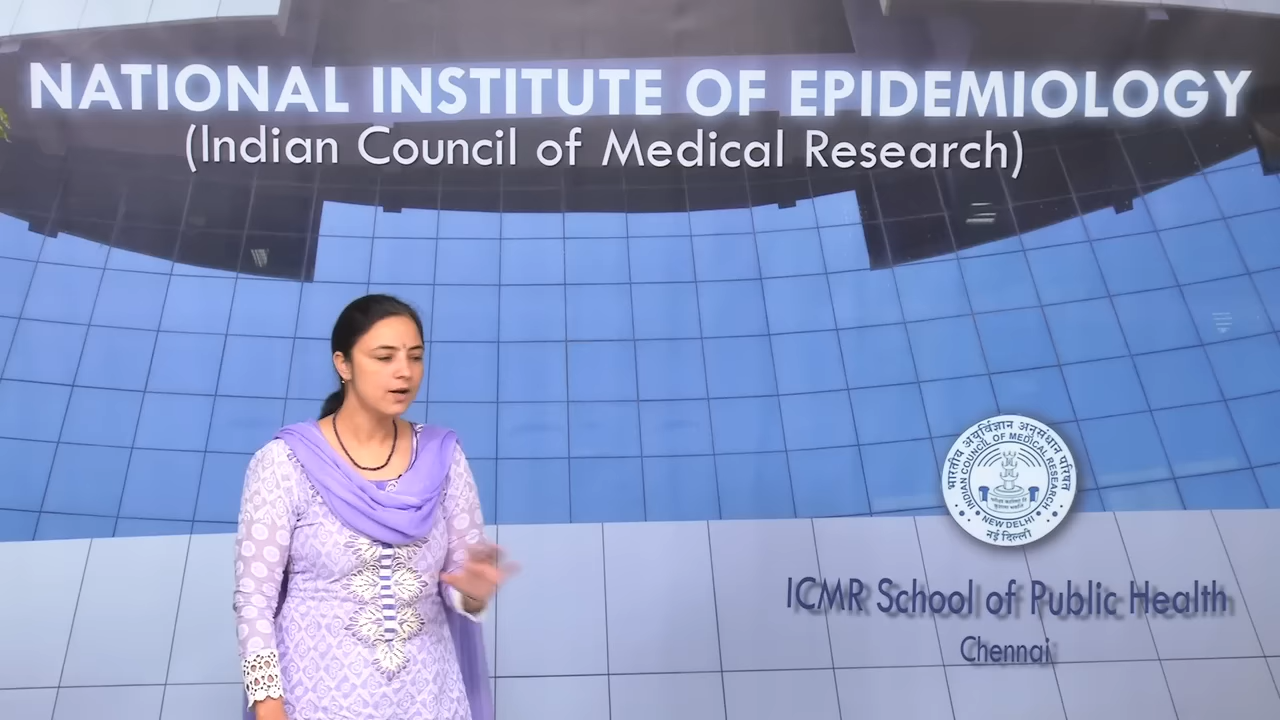 NATIONAL INSTITUTE OF EPIDEMIOLOGY
(Indian Council of Medical Research)
भारतीय आयुर्विज्ञान अनुसंधान परिषद
INDIAN COUNCIL OF MEDICAL RESEARCH
NEW DELHI
नई दिल्ली
ICMR School of Public Health
Chennai